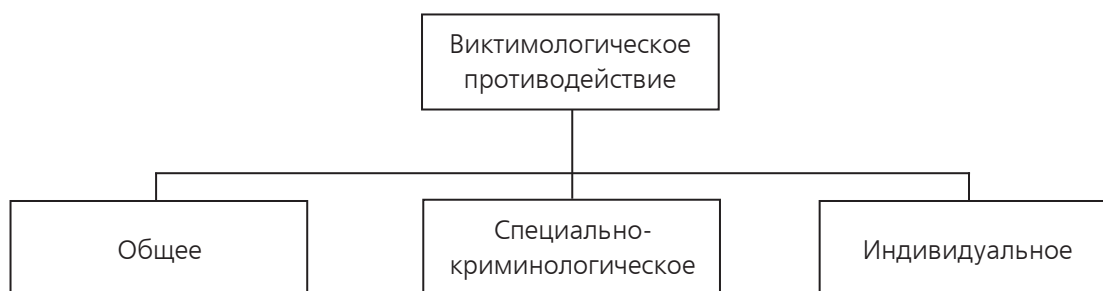 Виктимологическое
противодействие
Общее
Специально-
криминологическое
Индивидуальное